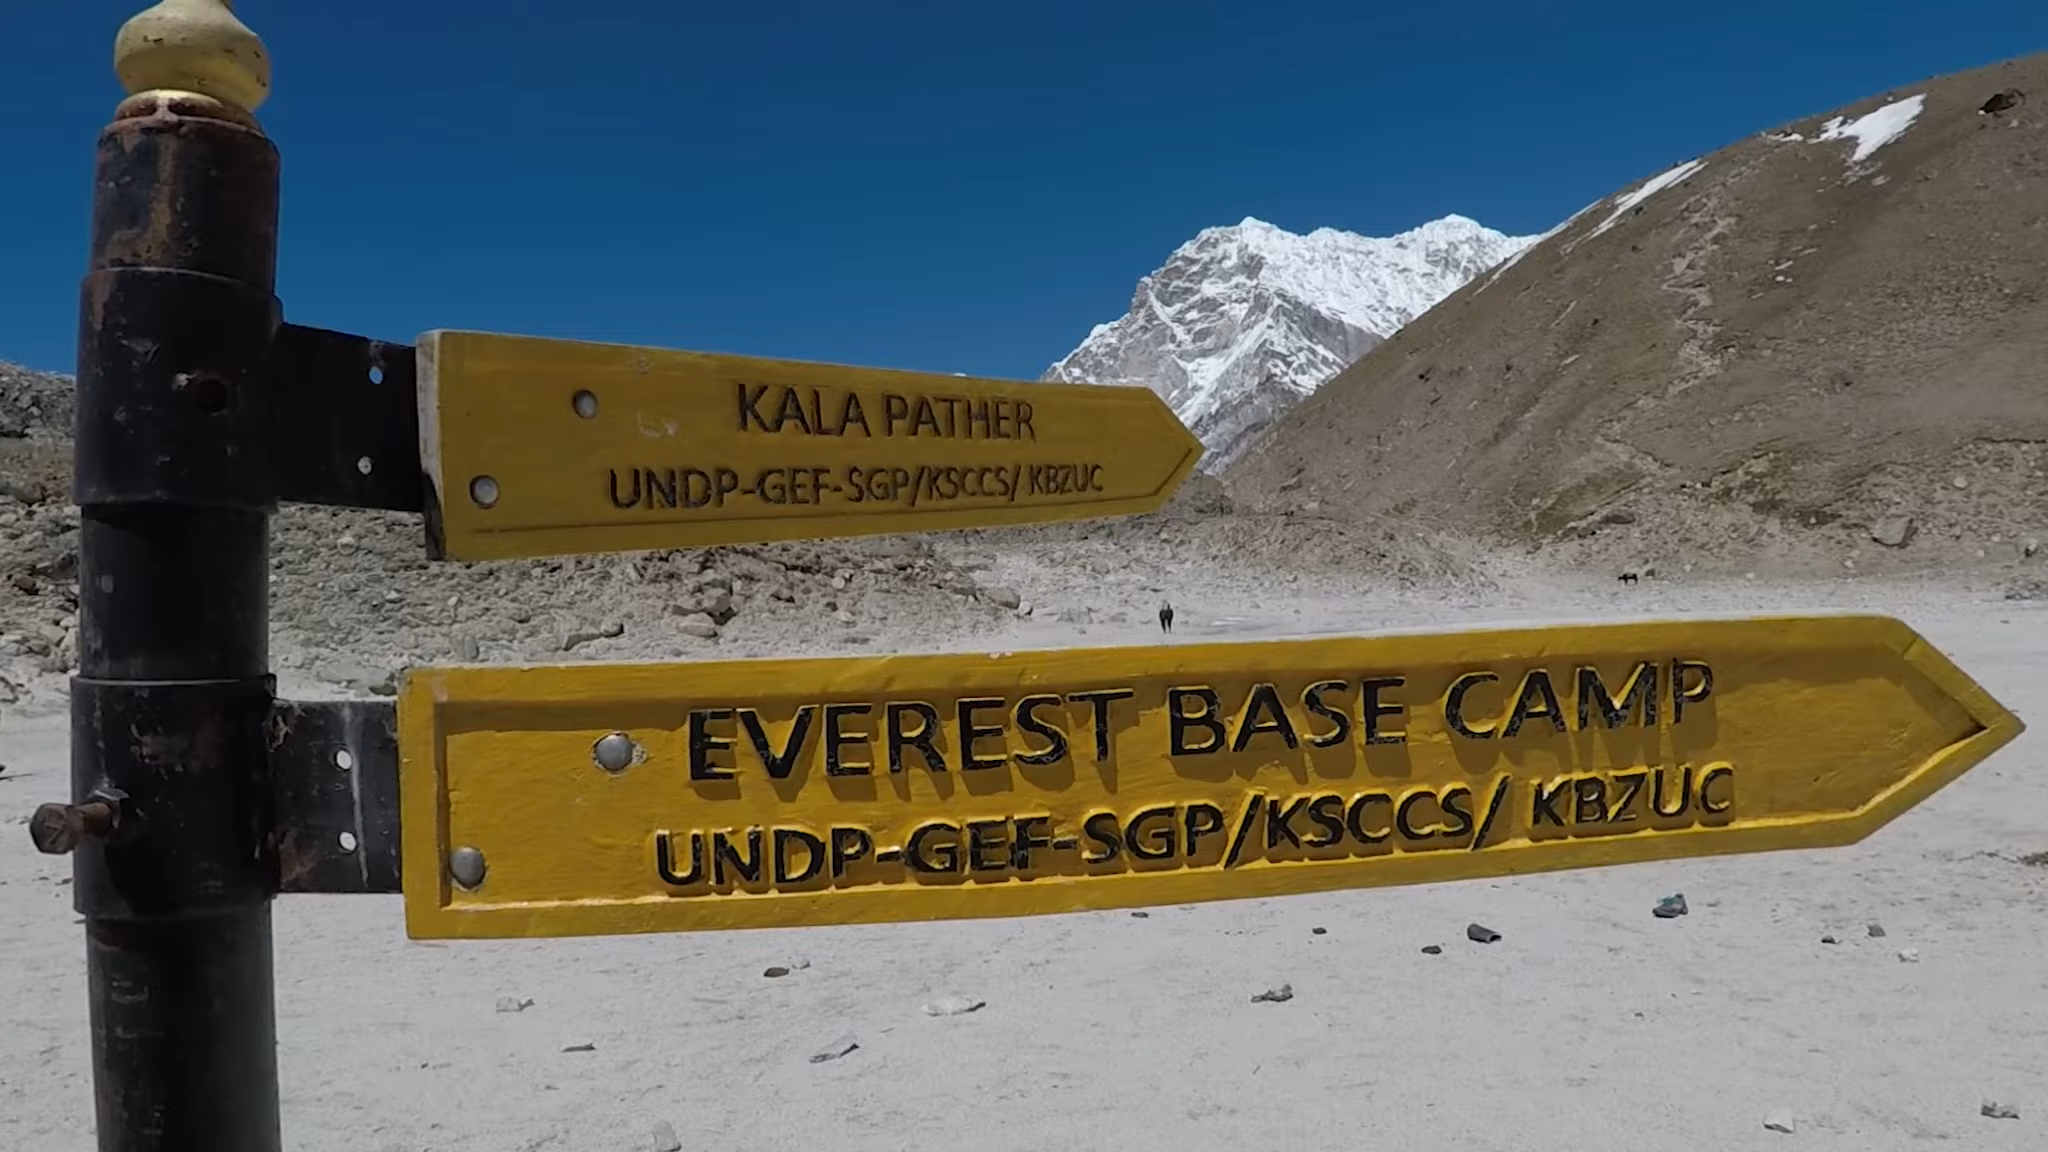 KALA PATHER
UNDP-GEF-SGP/KSCCS/ KBZUC
EVEREST BASE CAMP
UNDP-GEF-SGP/KSCCS/ KBZUC